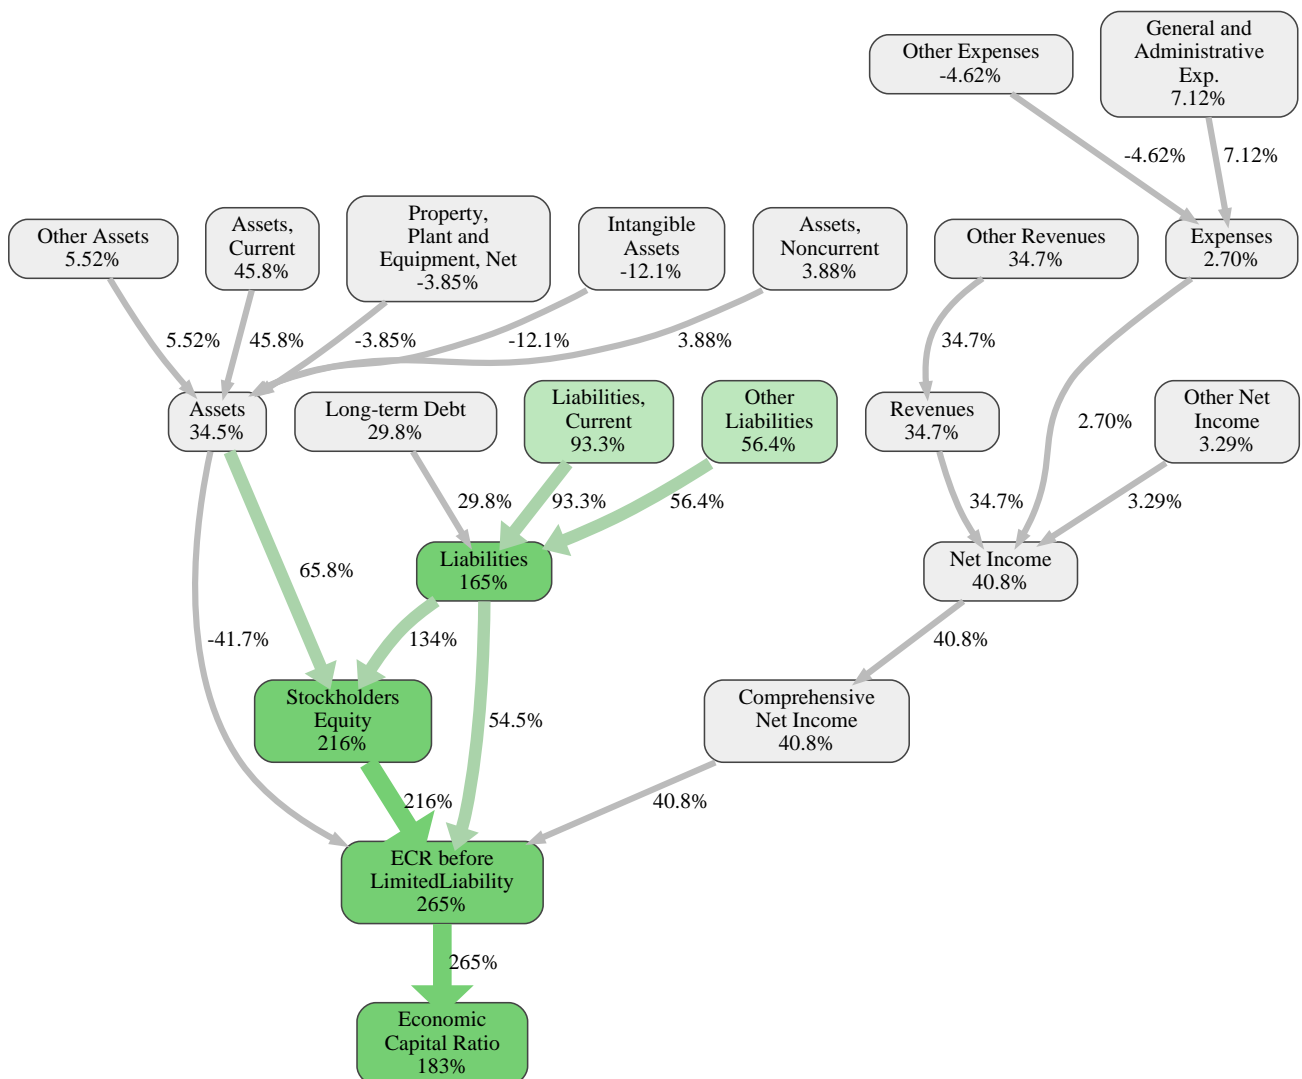 General and
Administrative
Exp.
7.12%
Other Expenses
-4.62%
-4.62%
7.12%
Other Assets
5.52%
Assets,
Current
45.8%
Property,
Plant and
Equipment, Net
-3.85%
Intangible
Assets
-12.1%
Assets,
Noncurrent
3.88%
Other Revenues
34.7%
Expenses
2.70%
5.52%
45.8%
-3.85%
-12.1%
3.88%
34.7%
Assets
34.5%
Long-term Debt
29.8%
Liabilities,
Current
93.3%
Other
Liabilities
56.4%
Revenues
34.7%
2.70%
Other Net
Income
3.29%
29.8%
93.3%
56.4%
34.7%
3.29%
65.8%
Liabilities
165%
Net Income
40.8%
-41.7%
134%
40.8%
Stockholders
Equity
216%
54.5%
Comprehensive
Net Income
40.8%
216%
40.8%
ECR before
LimitedLiability
265%
265%
Economic
Capital Ratio
183%